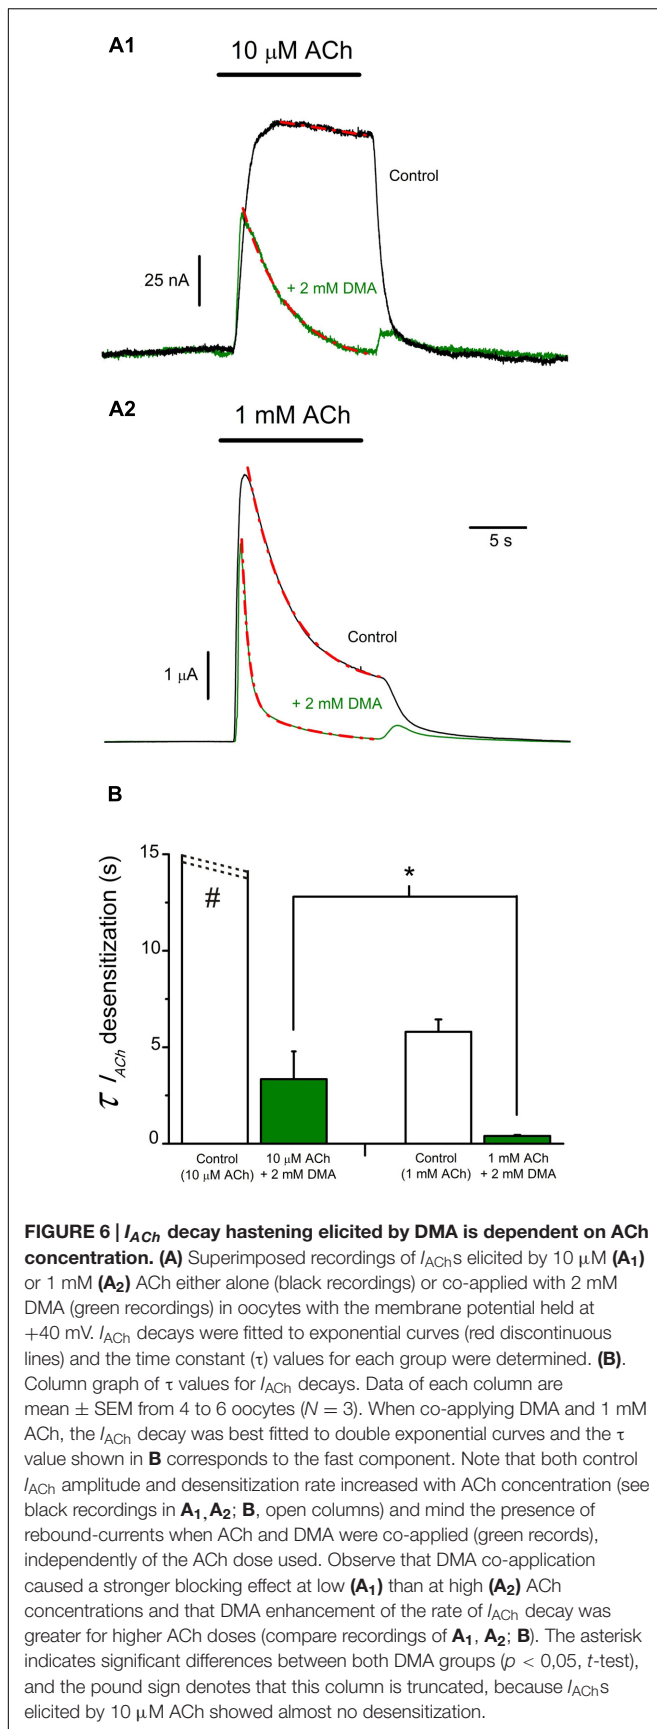 A1
10 μM ACh
Control
25 nA
+ 2 mM DMA
A2
1 mM ACh
5 s
Control
1 μA
+ 2 mM DMA
B
τ I_ACh desensitization (s)
15
10
5
0
#
*
Control
(10 μM ACh)
10 μM ACh
+ 2 mM DMA
Control
(1 mM ACh)
1 mM ACh
+ 2 mM DMA
FIGURE 6 | I_ACh decay hastening elicited by DMA is dependent on ACh
concentration. (A) Superimposed recordings of I_AChs elicited by 10 μM (A1)
or 1 mM (A2) ACh either alone (black recordings) or co-applied with 2 mM
DMA (green recordings) in oocytes with the membrane potential held at
+40 mV. I_ACh decays were fitted to exponential curves (red discontinuous
lines) and the time constant (τ) values for each group were determined. (B).
Column graph of τ values for I_ACh decays. Data of each column are
mean ± SEM from 4 to 6 oocytes (N = 3). When co-applying DMA and 1 mM
ACh, the I_ACh decay was best fitted to double exponential curves and the τ
value shown in B corresponds to the fast component. Note that both control
I_ACh amplitude and desensitization rate increased with ACh concentration (see
black recordings in A1, A2; B, open columns) and mind the presence of
rebound-currents when ACh and DMA were co-applied (green records),
independently of the ACh dose used. Observe that DMA co-application
caused a stronger blocking effect at low (A1) than at high (A2) ACh
concentrations and that DMA enhancement of the rate of I_ACh decay was
greater for higher ACh doses (compare recordings of A1, A2; B). The asterisk
indicates significant differences between both DMA groups (p < 0,05, t-test),
and the pound sign denotes that this column is truncated, because I_AChs
elicited by 10 μM ACh showed almost no desensitization.